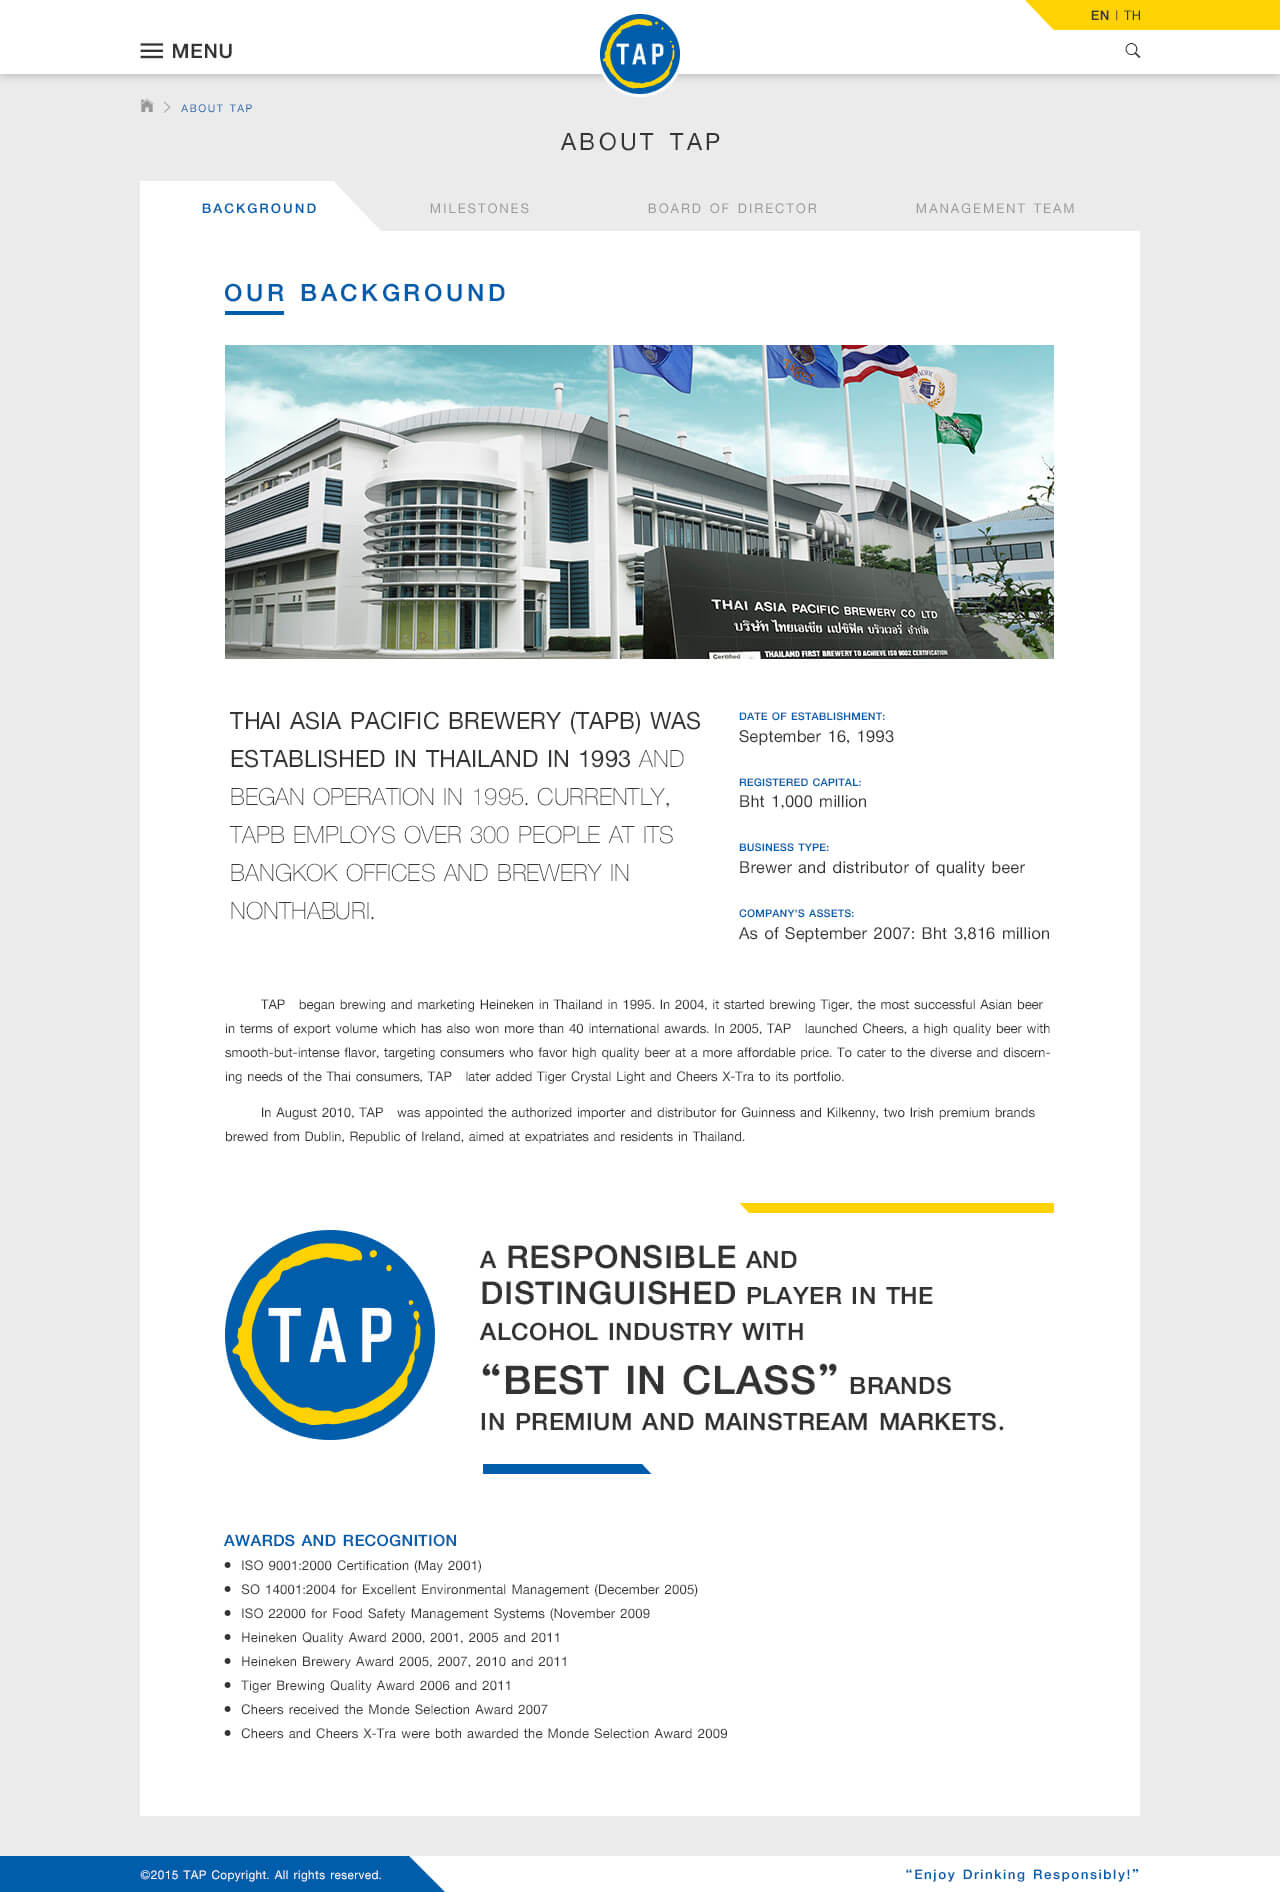 EN | TH
MENU
TAP
ABOUT TAP
ABOUT TAP
BACKGROUND
MILESTONES
BOARD OF DIRECTOR
MANAGEMENT TEAM
OUR BACKGROUND
THAI ASIA PACIFIC BREWERY CO LTD
บริษัท ไทยเอเชีย แปซิฟิค บริวเวอรี่ จำกัด
Certified
THAILAND FIRST BREWERY TO ACHIEVE ISO 9002 CERTIFICATION
THAI ASIA PACIFIC BREWERY (TAPB) WAS
ESTABLISHED IN THAILAND IN 1993 AND
BEGAN OPERATION IN 1995. CURRENTLY,
TAPB EMPLOYS OVER 300 PEOPLE AT ITS
BANGKOK OFFICES AND BREWERY IN
NONTHABURI.
DATE OF ESTABLISHMENT:
September 16, 1993
REGISTERED CAPITAL:
Bht 1,000 million
BUSINESS TYPE:
Brewer and distributor of quality beer
COMPANY'S ASSETS:
As of September 2007: Bht 3,816 million
TAP began brewing and marketing Heineken in Thailand in 1995. In 2004, it started brewing Tiger, the most successful Asian beer
in terms of export volume which has also won more than 40 international awards. In 2005, TAP launched Cheers, a high quality beer with
smooth-but-intense flavor, targeting consumers who favor high quality beer at a more affordable price. To cater to the diverse and discern-
ing needs of the Thai consumers, TAP later added Tiger Crystal Light and Cheers X-Tra to its portfolio.
In August 2010, TAP was appointed the authorized importer and distributor for Guinness and Kilkenny, two Irish premium brands
brewed from Dublin, Republic of Ireland, aimed at expatriates and residents in Thailand.
TAP
A RESPONSIBLE AND
DISTINGUISHED PLAYER IN THE
ALCOHOL INDUSTRY WITH
“BEST IN CLASS” BRANDS
IN PREMIUM AND MAINSTREAM MARKETS.
AWARDS AND RECOGNITION
• ISO 9001:2000 Certification (May 2001)
• SO 14001:2004 for Excellent Environmental Management (December 2005)
• ISO 22000 for Food Safety Management Systems (November 2009
• Heineken Quality Award 2000, 2001, 2005 and 2011
• Heineken Brewery Award 2005, 2007, 2010 and 2011
• Tiger Brewing Quality Award 2006 and 2011
• Cheers received the Monde Selection Award 2007
• Cheers and Cheers X-Tra were both awarded the Monde Selection Award 2009
©2015 TAP Copyright. All rights reserved.
“Enjoy Drinking Responsibly!”